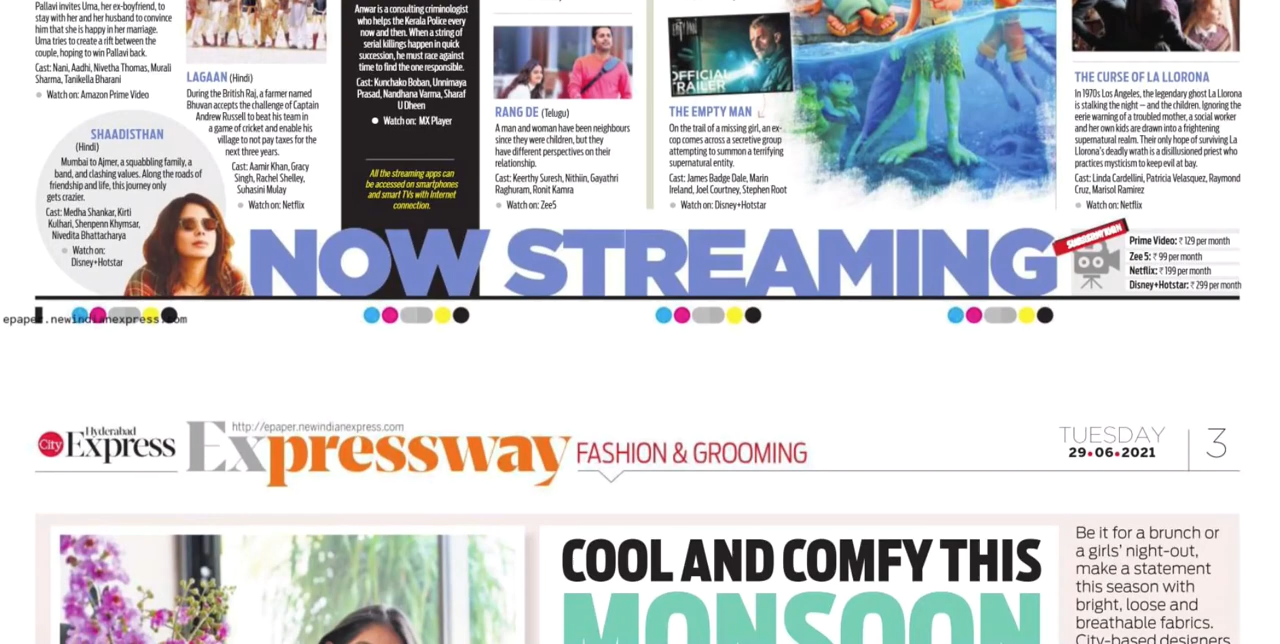 Pallavi invites Uma, her ex-boyfriend, to
stay with her and her husband to convince
him that she is happy in her marriage.
Uma tries to create a rift between the
couple, hoping to win Pallavi back.
Cast: Nani, Aadhi, Nivetha Thomas, Murali
Sharma, Tanikella Bharani
Watch on: Amazon Prime Video
SHAADISTHAN
(Hindi)
Mumbai to Ajmer, a squabbling family, a
band, and clashing values. Along the roads of
friendship and life, this journey only
gets crazier.
Cast: Medha Shankar, Kirti
Kulhari, Shenpenn Khymsar,
Nivedita Bhattacharya
Watch on:
Disney+Hotstar
LAGAAN (Hindi)
During the British Raj, a farmer named
Bhuvan accepts the challenge of Captain
Andrew Russell to beat his team in
a game of cricket and enable his
village to not pay taxes for the
next three years.
Cast: Aamir Khan, Gracy
Singh, Rachel Shelley,
Suhasini Mulay
Watch on: Netflix
Anwar is a consulting criminologist
who helps the Kerala Police every
now and then. When a string of
serial killings happen in quick
succession, he must race against
time to find the one responsible.
Cast: Kunchako Boban, Unnimaya
Prasad, Nandhana Varma, Sharaf
U Dheen
Watch on: MX Player
All the streaming apps can
be accessed on smartphones
and smart TVs with Internet
connection.
RANG DE (Telugu)
A man and woman have been neighbours
since they were children, but they
have different perspectives on their
relationship.
Cast: Keerthy Suresh, Nithiin, Gayathri
Raghuram, Ronit Kamra
Watch on: Zee5
OFFICIAL
TRAILER
THE EMPTY MAN
On the trail of a missing girl, an ex-
cop comes across a secretive group
attempting to summon a terrifying
supernatural entity.
Cast: James Badge Dale, Marin
Ireland, Joel Courtney, Stephen Root
Watch on: Disney+Hotstar
THE CURSE OF LA LLORONA
In 1970s Los Angeles, the legendary ghost La Llorona
is stalking the night — and the children. Ignoring the
eerie warning of a troubled mother, a social worker
and her own kids are drawn into a frightening
supernatural realm. Their only hope of surviving La
Llorona's deadly wrath is a disillusioned priest who
practices mysticism to keep evil at bay.
Cast: Linda Cardellini, Patricia Velasquez, Raymond
Cruz, Marisol Ramirez
Watch on: Netflix
NOW STREAMING
SUBSCRIPTION
Prime Video: ₹ 129 per month
Zee 5: ₹ 99 per month
Netflix: ₹ 199 per month
Disney+Hotstar: ₹ 299 per month
epaper.newindianexpress.com
City
Hyderabad
Express
http://epaper.newindianexpress.com
Expressway
FASHION & GROOMING
TUESDAY
29•06•2021
3
COOL AND COMFY THIS
MONSOON
Be it for a brunch or
a girls' night-out,
make a statement
this season with
bright, loose and
breathable fabrics.
City-based designers